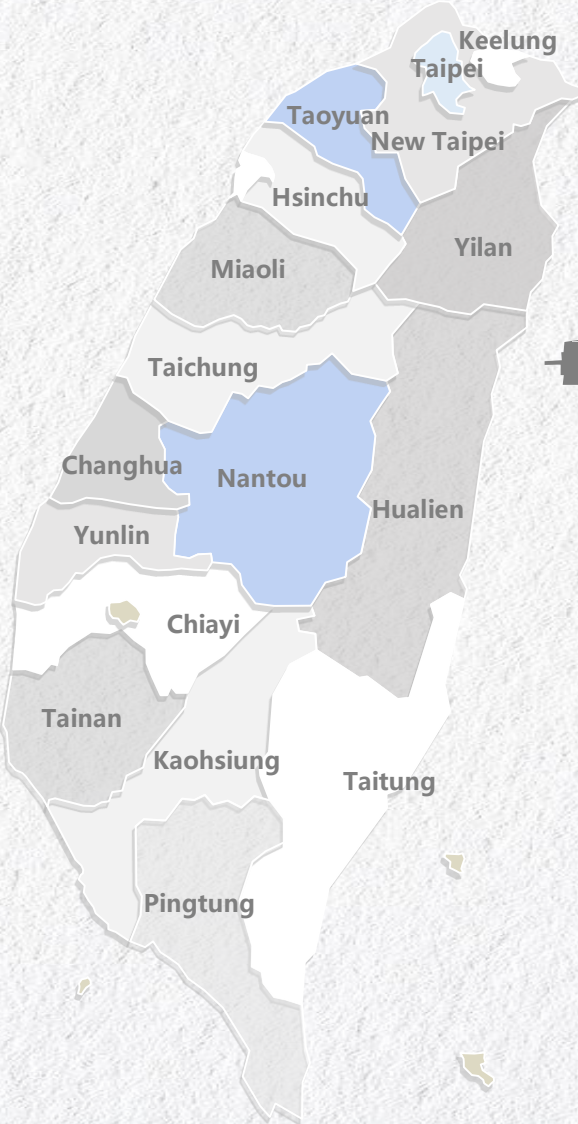 Keelung
Taipei
Taoyuan
New Taipei
Hsinchu
Yilan
Miaoli
Taichung
Changhua
Nantou
Hualien
Yunlin
Chiayi
Tainan
Kaohsiung
Taitung
Pingtung